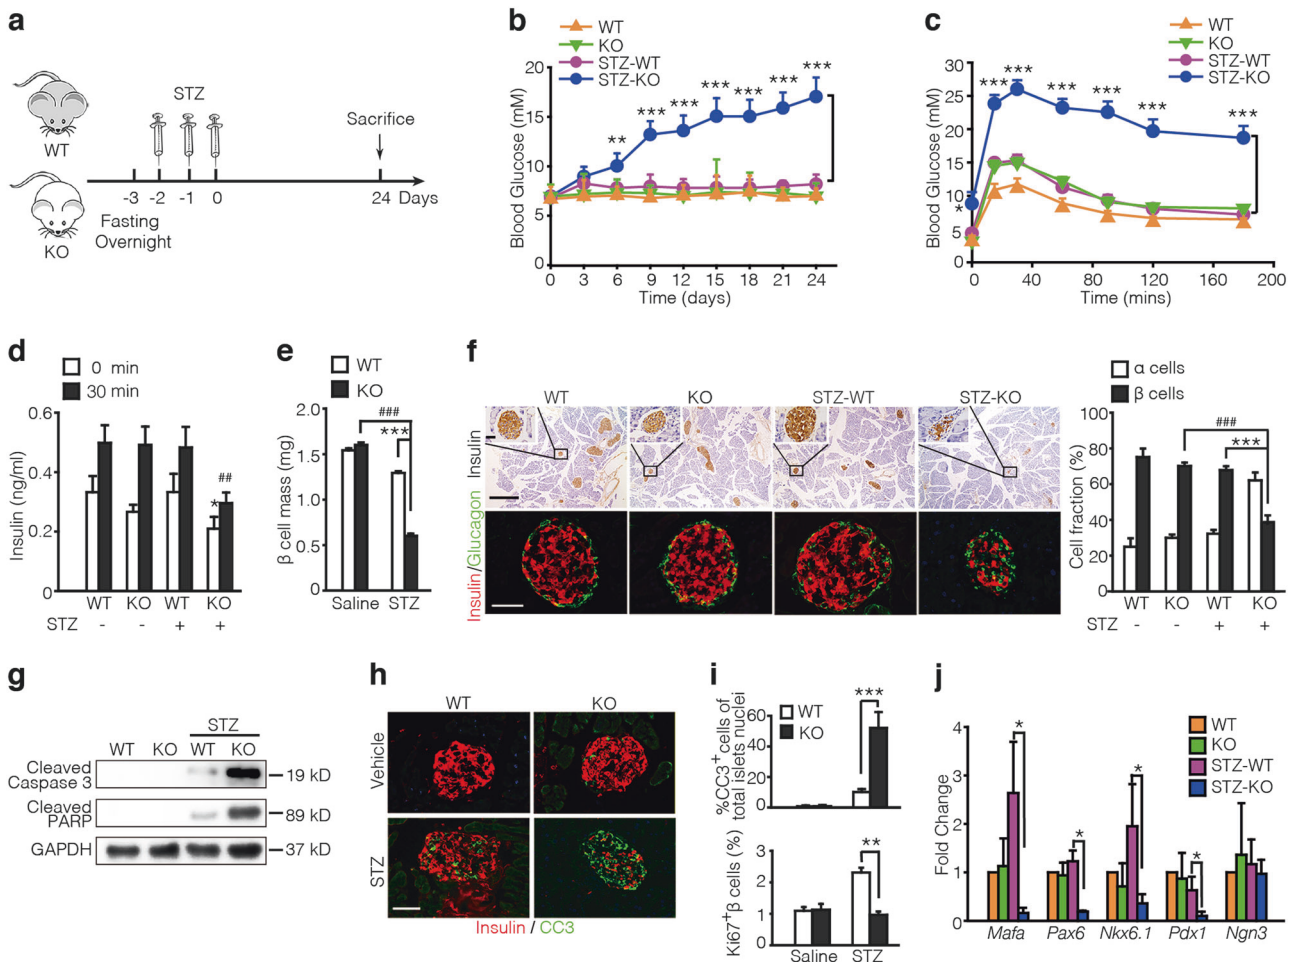 a
WT
KO
STZ
Sacrifice
-3 -2 -1 0 24 Days
Fasting
Overnight
b
WT
KO
STZ-WT
STZ-KO
Blood Glucose (mM)
20
15
10
5
0
** *** *** *** *** *** ***
0 3 6 9 12 15 18 21 24
Time (days)
c
WT
KO
STZ-WT
STZ-KO
Blood Glucose (mM)
30
25
20
15
10
5
0
* *** *** *** *** *** ***
0 40 80 120 160 200
Time (mins)
d
0 min
30 min
Insulin (ng/ml)
0.6
0.4
0.2
0
* ##
WT KO WT KO
STZ - - + +
e
WT
KO
β cell mass (mg)
2.0
1.5
1.0
0.5
0
###
***
Saline STZ
f
WT KO STZ-WT STZ-KO
Insulin
Insulin/Glucagon
α cells
β cells
Cell fraction (%)
100
80
60
40
20
0
###
***
WT KO WT KO
STZ - - + +
g
STZ
WT KO WT KO
Cleaved
Caspase 3
19 kD
Cleaved
PARP
89 kD
GAPDH
37 kD
h
WT KO
Vehicle
STZ
Insulin / CC3
i
WT
KO
%CC3+cells of
total islets nuclei
60
40
20
0
***
Ki67+β cells (%)
3
2
1
0
**
Saline STZ
j
WT
KO
STZ-WT
STZ-KO
Fold Change
4
3
2
1
0
* * * *
Mafa Pax6 Nkx6.1 Pdx1 Ngn3